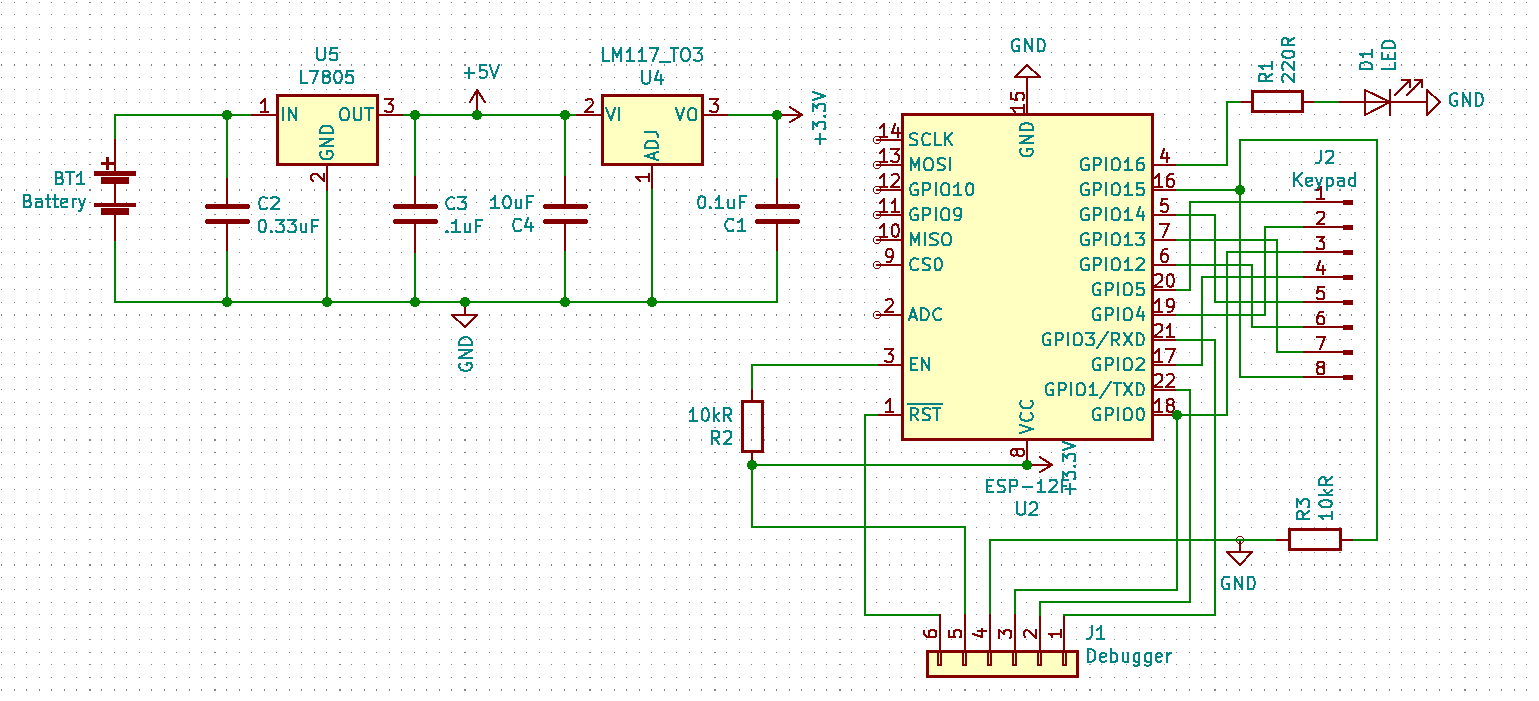 U5
L7805
1
IN
OUT
3
GND
2
+5V
LM117_TO3
U4
2
VI
VO
3
ADJ
1
+3.3V
BT1
Battery
C2
0.33uF
C3
.1uF
10uF
C4
0.1uF
C1
GND
GND
15
GND
14
SCLK
13
MOSI
12
GPIO10
11
GPIO9
10
MISO
9
CS0
2
ADC
3
EN
1
RST
GPIO16
4
GPIO15
16
GPIO14
5
GPIO13
7
GPIO12
6
GPIO5
20
GPIO4
19
GPIO3/RXD
21
GPIO2
17
GPIO1/TXD
22
GPIO0
18
VCC
8
+3.3V
ESP-12F
U2
10kR
R2
R1
220R
D1
LED
GND
J2
Keypad
1
2
3
4
5
6
7
8
R3
10kR
GND
6
5
4
3
2
1
J1
Debugger